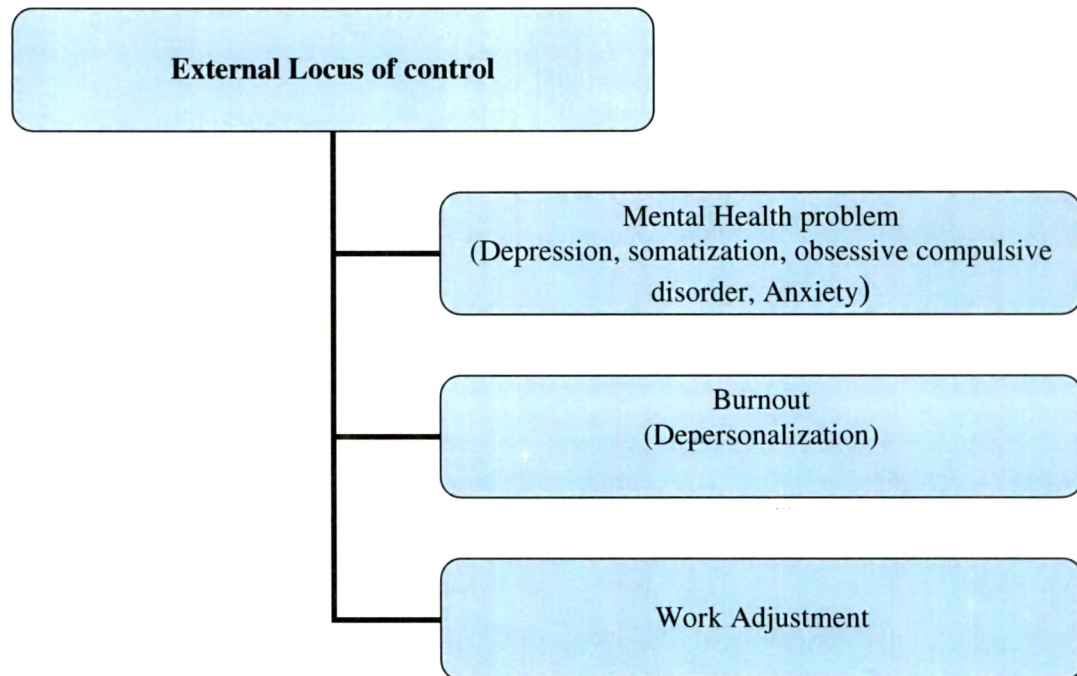 External Locus of control
Mental Health problem
(Depression, somatization, obsessive compulsive
disorder, Anxiety)
Burnout
(Depersonalization)
Work Adjustment